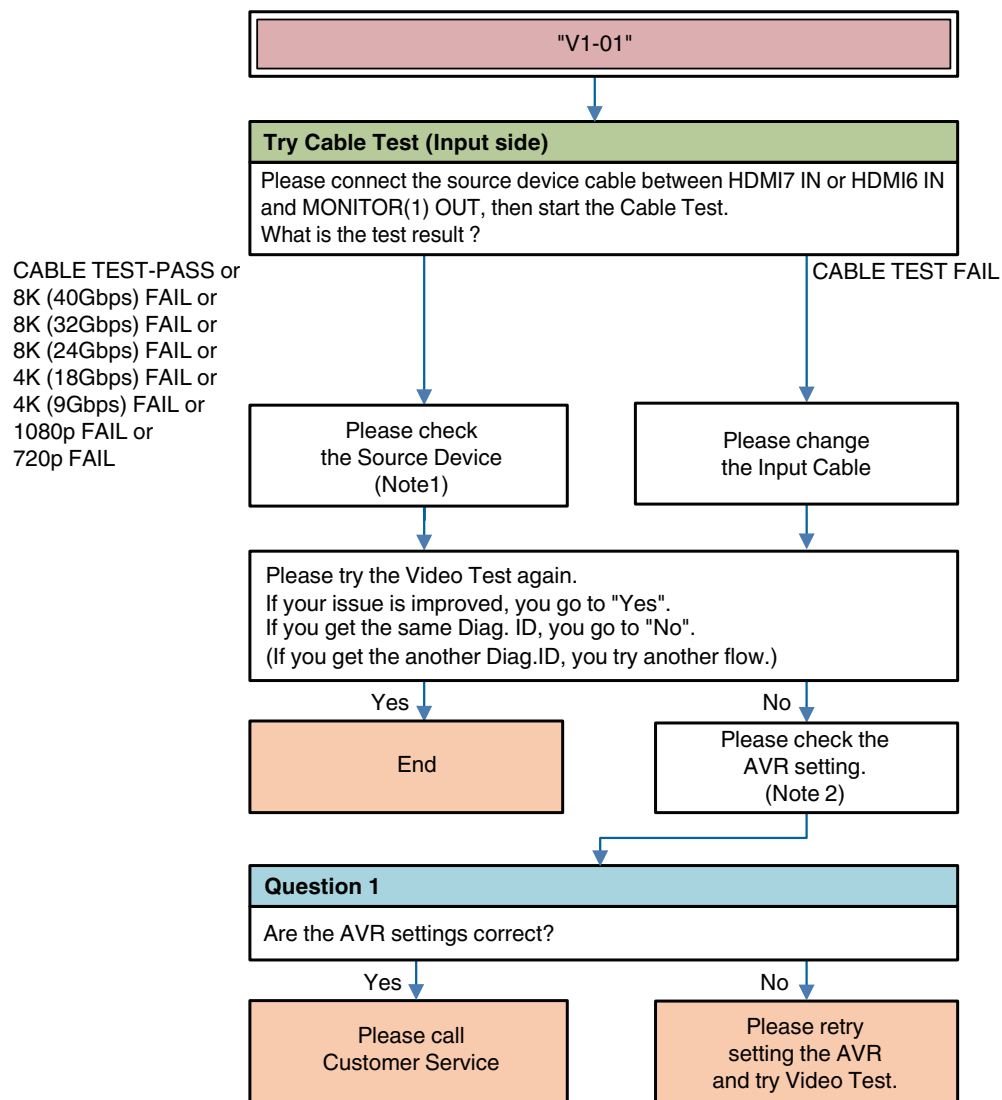 "V1-01"
Try Cable Test (Input side)
Please connect the source device cable between HDMI7 IN or HDMI6 IN
and MONITOR(1) OUT, then start the Cable Test.
What is the test result ?
CABLE TEST-PASS or
8K (40Gbps) FAIL or
8K (32Gbps) FAIL or
8K (24Gbps) FAIL or
4K (18Gbps) FAIL or
4K (9Gbps) FAIL or
1080p FAIL or
720p FAIL
CABLE TEST FAIL
Please check
the Source Device
(Note1)
Please change
the Input Cable
Please try the Video Test again.
If your issue is improved, you go to "Yes".
If you get the same Diag. ID, you go to "No".
(If you get the another Diag.ID, you try another flow.)
Yes
No
End
Please check the
AVR setting.
(Note 2)
Question 1
Are the AVR settings correct?
Yes
No
Please call
Customer Service
Please retry
setting the AVR
and try Video Test.